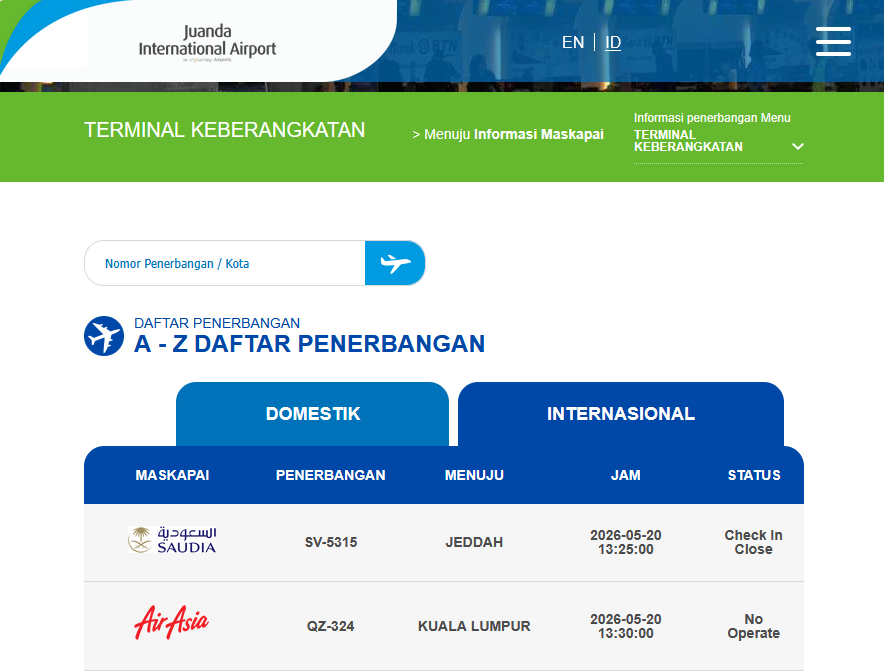 Juanda
International Airport
EN | ID
TERMINAL KEBERANGKATAN
> Menuju Informasi Maskapai
Informasi penerbangan Menu
TERMINAL
KEBERANGKATAN
Nomor Penerbangan / Kota
DAFTAR PENERBANGAN
A - Z DAFTAR PENERBANGAN
DOMESTIK
INTERNASIONAL
MASKAPAI PENERBANGAN MENUJU JAM STATUS
السعودية
SAUDIA
SV-5315
JEDDAH
2026-05-20
13:25:00
Check In
Close
AirAsia
QZ-324
KUALA LUMPUR
2026-05-20
13:30:00
No
Operate